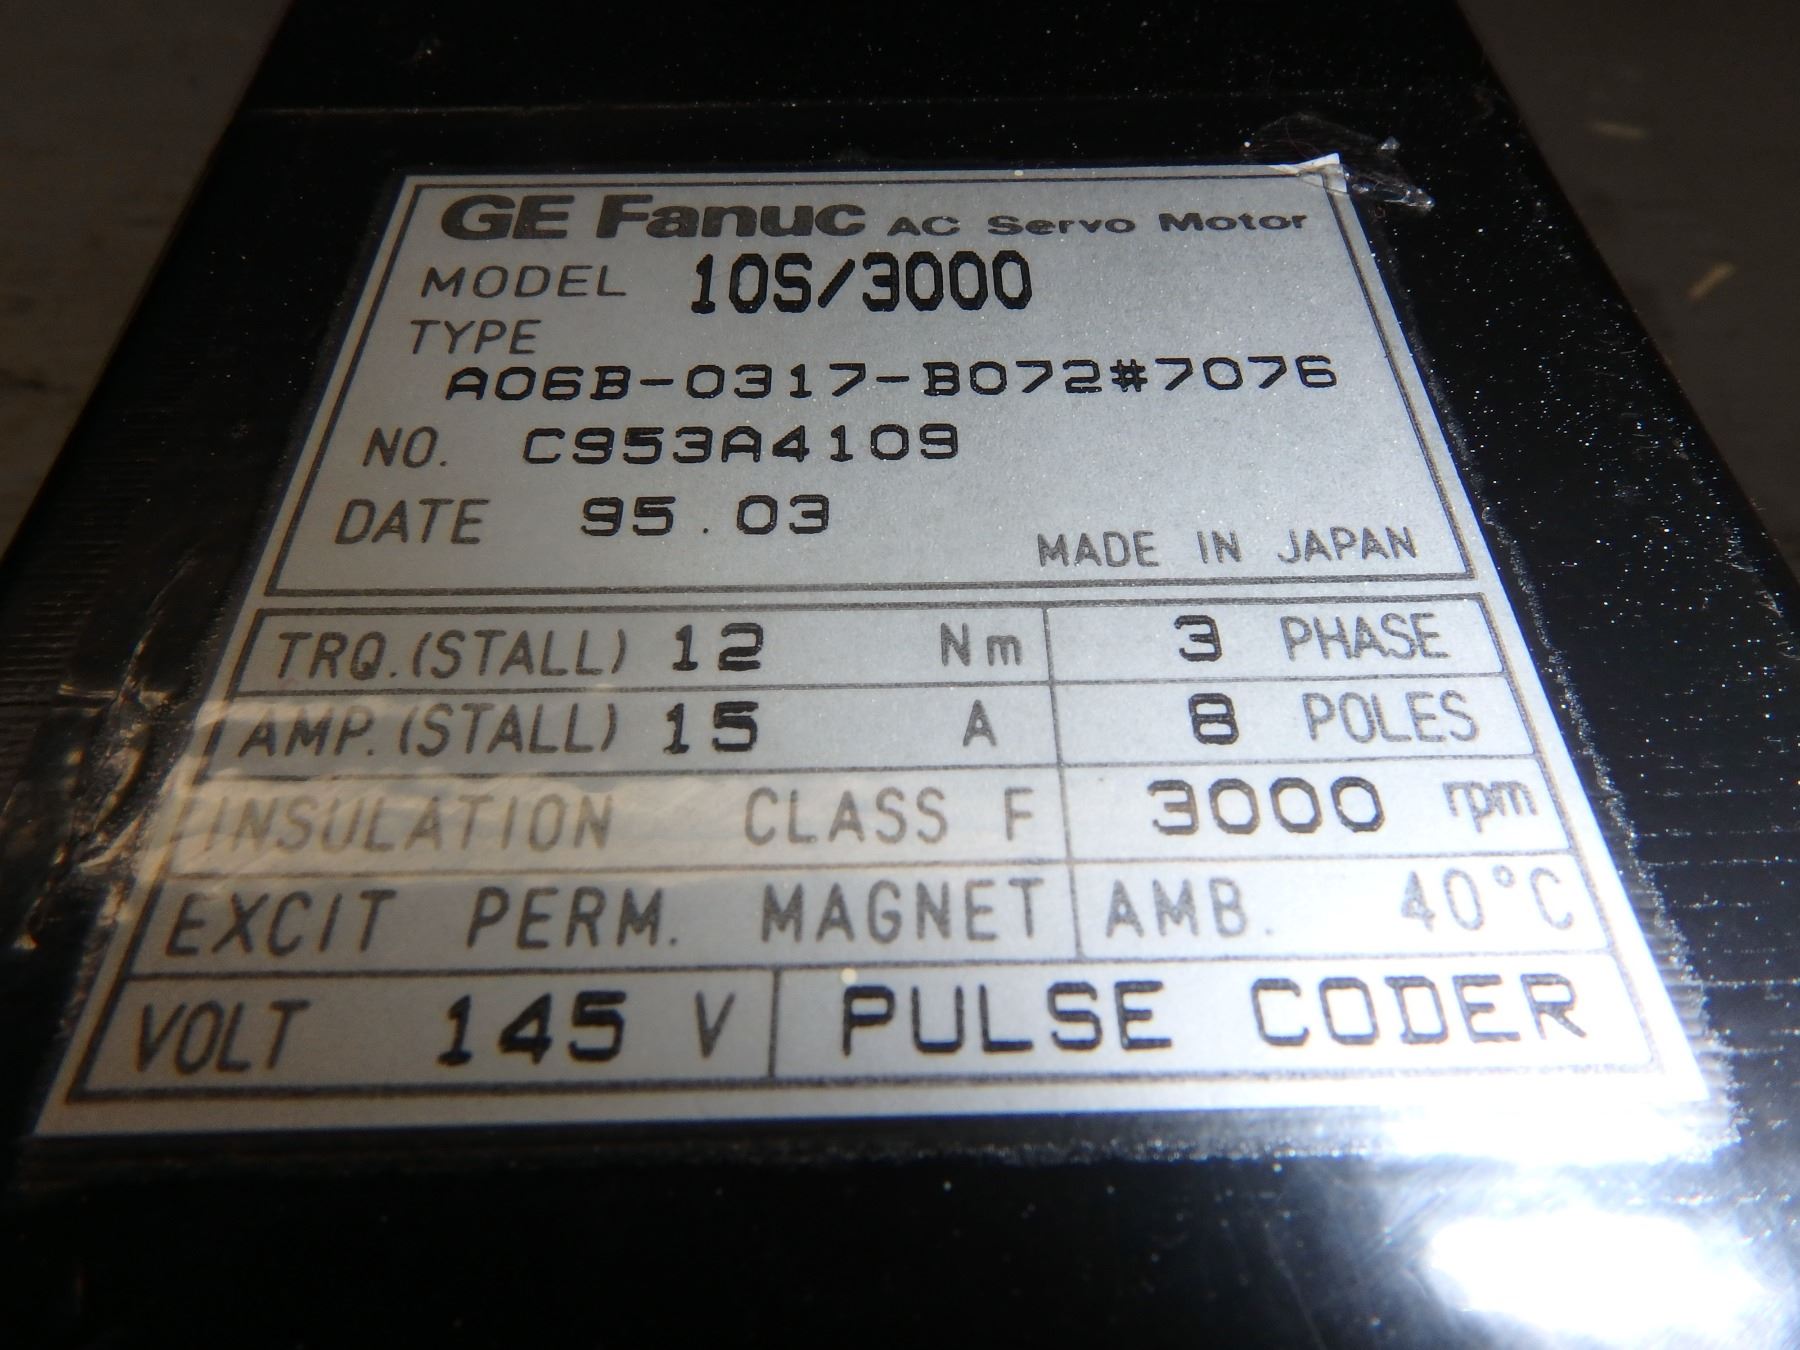 GE Fanuc AC Servo Motor
MODEL 10S/3000
TYPE
A06B-0317-B072#7076
NO. C953A4109
DATE 95.03
MADE IN JAPAN
TRQ.(STALL) 12 Nm 3 PHASE
AMP.(STALL) 15 A 8 POLES
INSULATION CLASS F 3000 rpm
EXCIT PERM. MAGNET AMB. 40°C
VOLT 145 V PULSE CODER